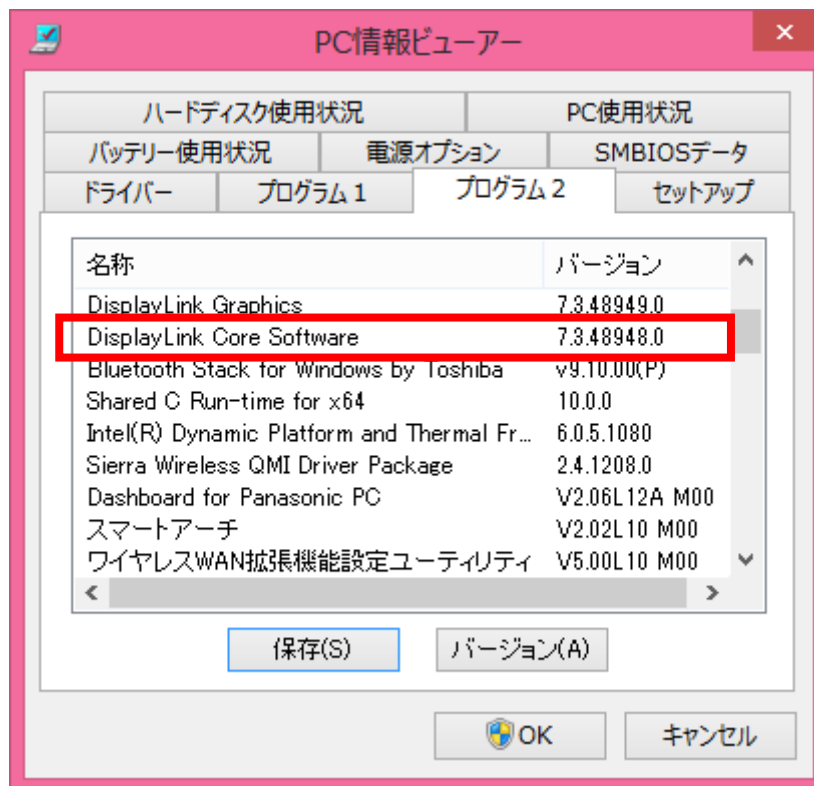 PC情報ビューアー
ハードディスク使用状況 PC使用状況
バッテリー使用状況 電源オプション SMBIOSデータ
ドライバー プログラム 1 プログラム 2 セットアップ
名称 バージョン
DisplayLink Graphics 7.3.48949.0
DisplayLink Core Software 7.3.48948.0
Bluetooth Stack for Windows by Toshiba v9.10.00(P)
Shared C Run-time for x64 10.0.0
Intel(R) Dynamic Platform and Thermal Fr... 6.0.5.1080
Sierra Wireless QMI Driver Package 2.4.1208.0
Dashboard for Panasonic PC V2.06L12A M00
スマートアーチ V2.02L10 M00
ワイヤレスWAN拡張機能設定ユーティリティ V5.00L10 M00
保存(S) バージョン(A)
OK キャンセル